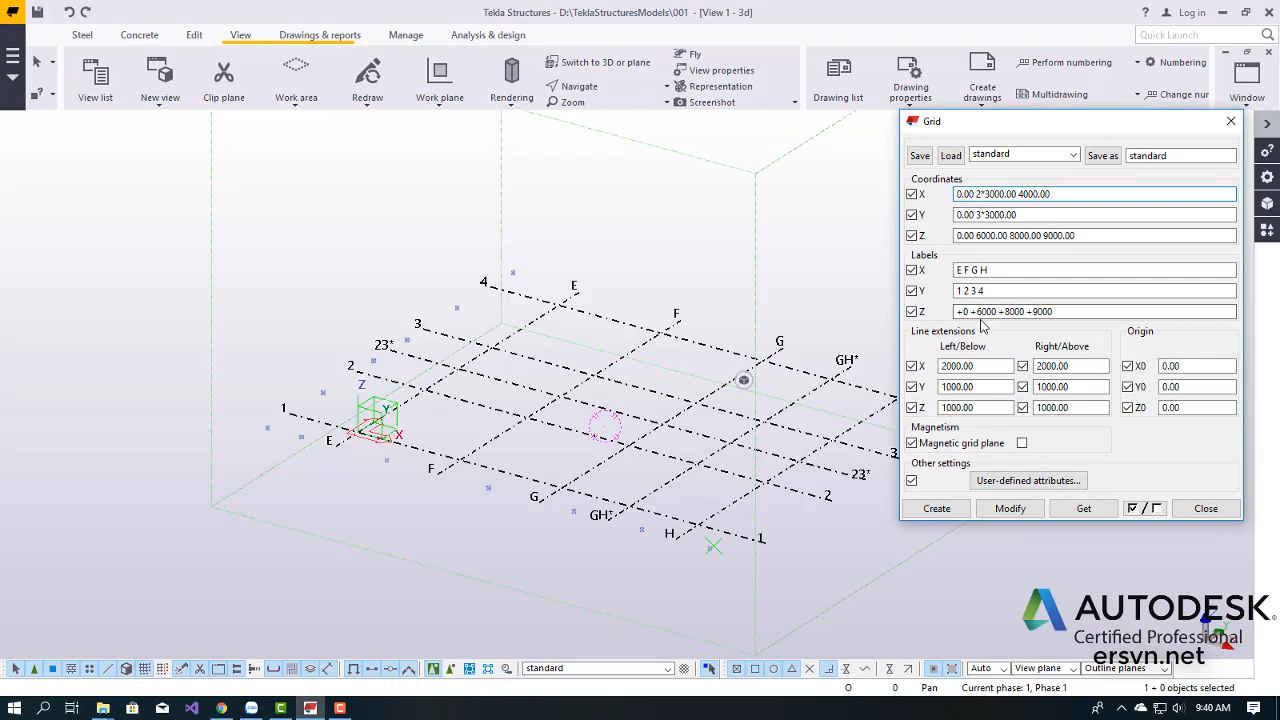 Tekla Structures - D:\TeklaStructuresModels\001 - [View 1 - 3d]
Log in
Steel Concrete Edit View Drawings & reports Manage Analysis & design
Quick Launch
View list
New view
Clip plane
Work area
Redraw
Switch to 3D or plane
Navigate
Zoom
Work plane
Rendering
Fly
View properties
Representation
Screenshot
Drawing list
Drawing properties
Create drawings
Perform numbering
Multidrawing
Numbering
Change num
Window
Grid
Save Load standard Save as standard
Coordinates
X 0.00 2*3000.00 4000.00
Y 0.00 3*3000.00
Z 0.00 6000.00 8000.00 9000.00
Labels
X E F G H
Y 1 2 3 4
Z +0 +6000 +8000 +9000
Line extensions Origin
Left/Below Right/Above
X 2000.00 2000.00 X0 0.00
Y 1000.00 1000.00 Y0 0.00
Z 1000.00 1000.00 Z0 0.00
Magnetism
Magnetic grid plane
Other settings
User-defined attributes...
Create Modify Get / Close
4 E
F
3
G
23*
GH*
2
Z
1
Y
X
E
F
3
23*
G
2
GH*
H
1
AUTODESK.
Certified Professional
ersvn.net
standard
Auto
View plane
Outline planes
O 0 Pan Current phase: 1, Phase 1 1 + 0 objects selected
9:40 AM